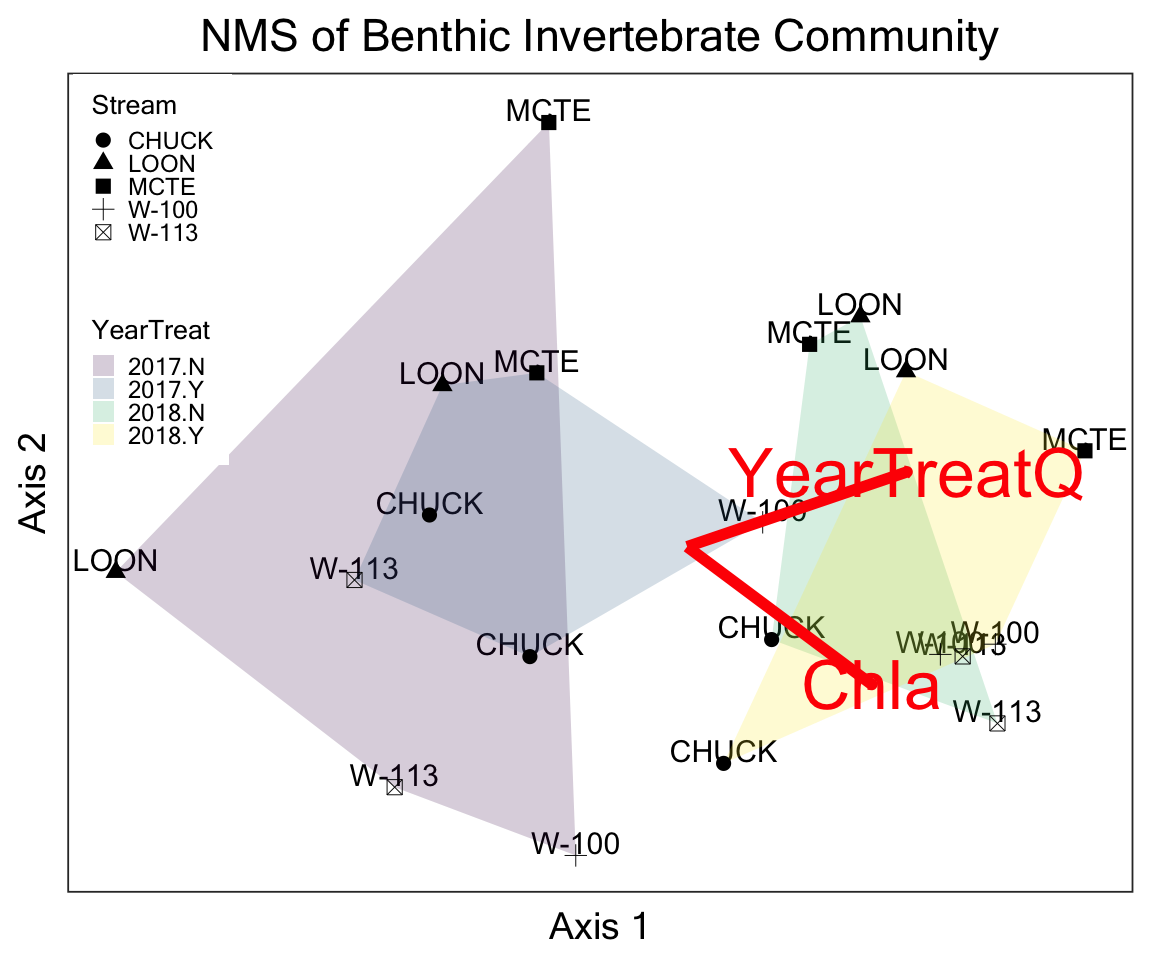 NMS of Benthic Invertebrate Community
Stream
CHUCK
LOON
MCTE
W-100
W-113
YearTreat
2017.N
2017.Y
2018.N
2018.Y
MCTE
LOON
MCTE
LOON
MCTE
LOON
MCTE
YearTreatQ
CHUCK
W-100
LOON
W-113
CHUCK
CHUCK
W-100
W-100
W-113
Chla
W-113
CHUCK
W-113
W-100
Axis 2
Axis 1